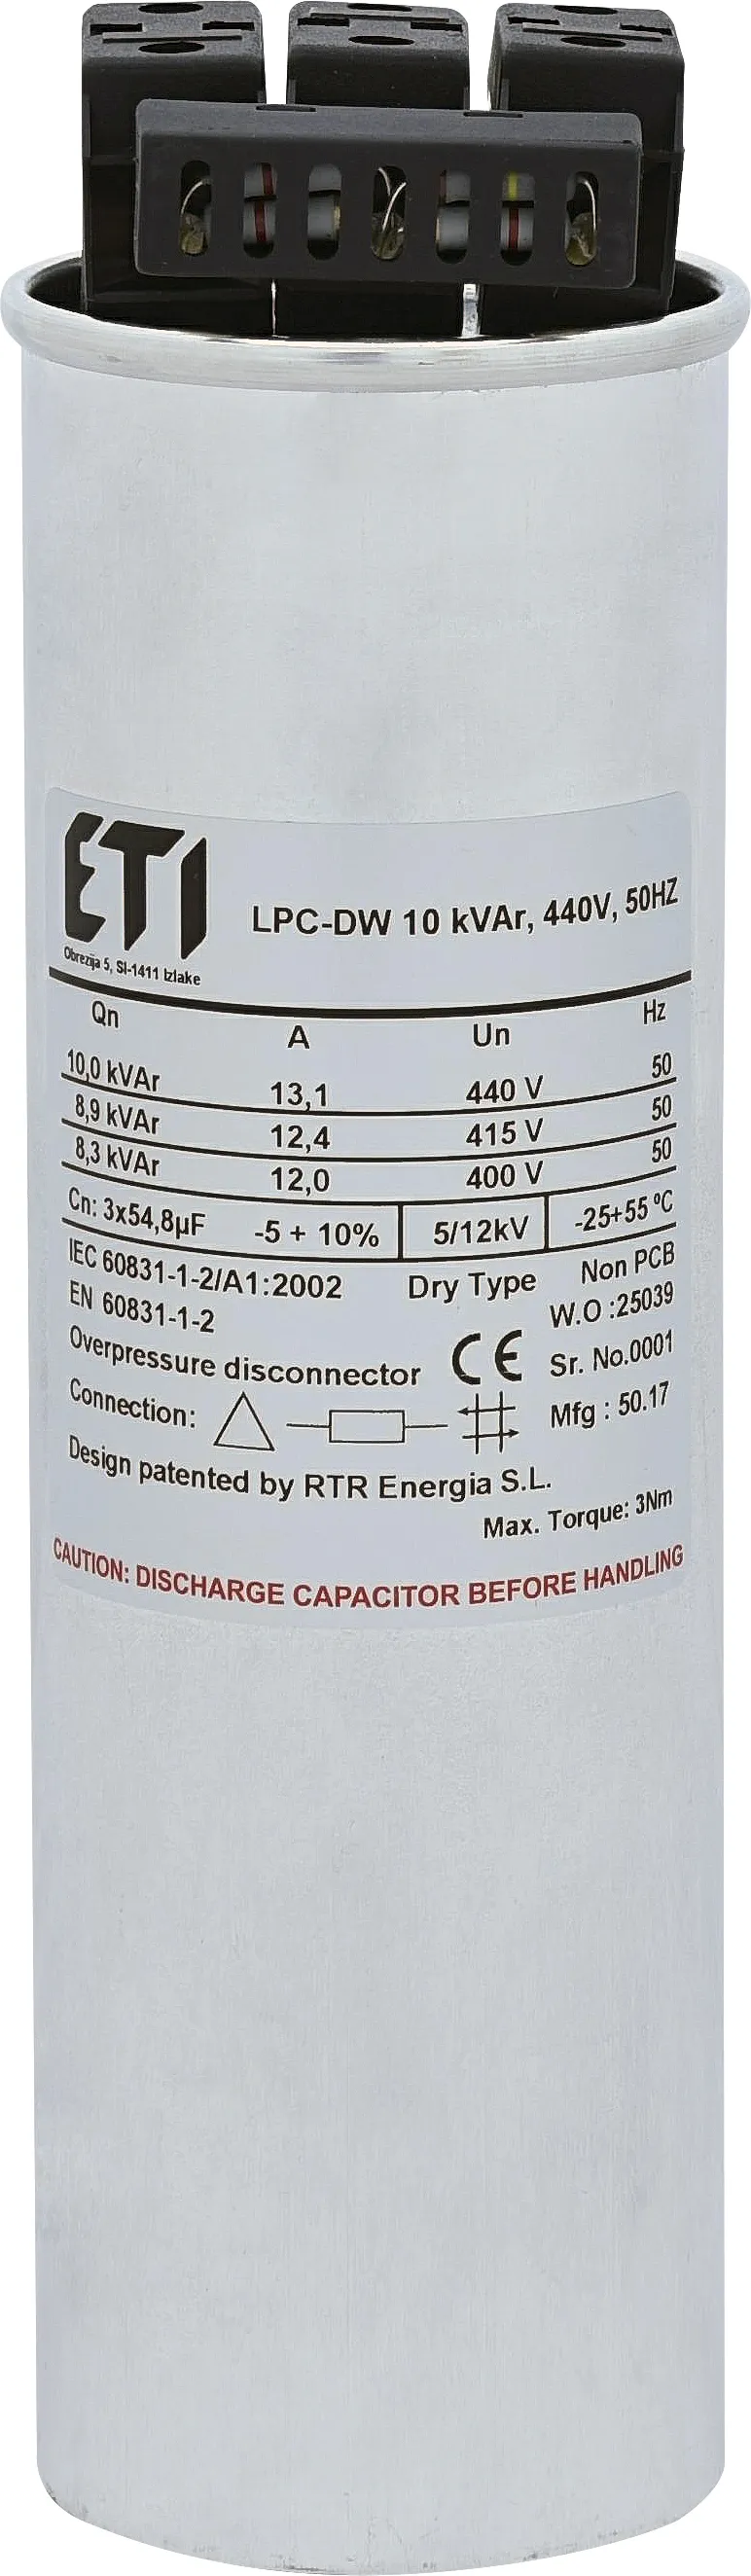 ETI
Obrezija 5, SI-1411 Izlake
LPC-DW 10 kVAr, 440V, 50HZ
Qn A Un Hz
10,0 kVAr 13,1 440 V 50
8,9 kVAr 12,4 415 V 50
8,3 kVAr 12,0 400 V 50
Cn: 3x54,8µF -5 + 10% 5/12kV -25+55 ºC
IEC 60831-1-2/A1:2002 Dry Type Non PCB
EN 60831-1-2 W.O :25039
Overpressure disconnector CE Sr. No.0001
Connection: Mfg : 50.17
Design patented by RTR Energia S.L.
Max. Torque: 3Nm
CAUTION: DISCHARGE CAPACITOR BEFORE HANDLING